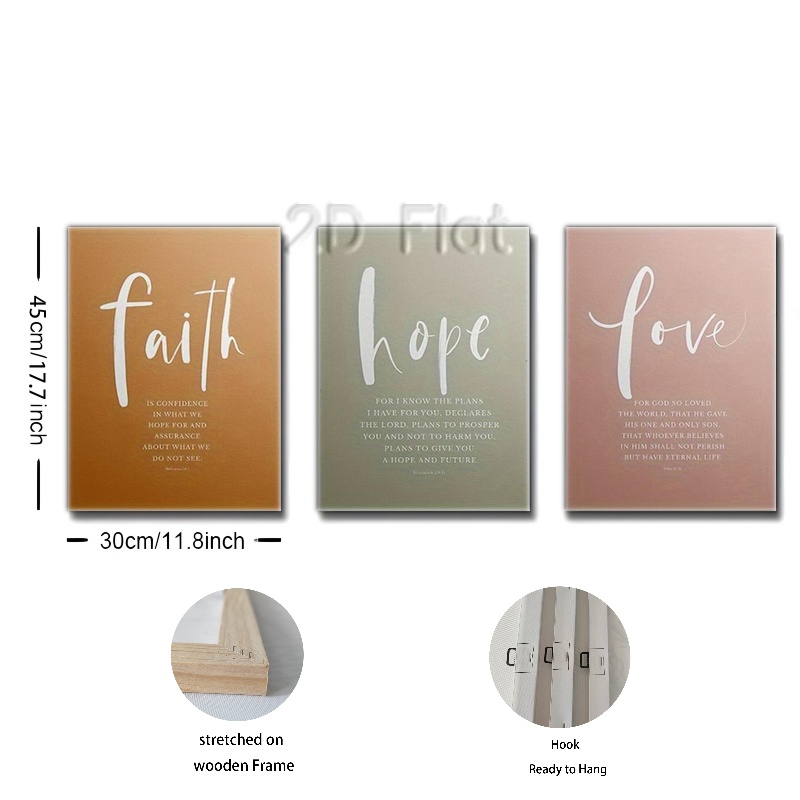 2D Flat
faith
IS CONFIDENCE
IN WHAT WE
HOPE FOR AND
ASSURANCE
ABOUT WHAT WE
DO NOT SEE.
hope
FOR I KNOW THE PLANS
I HAVE FOR YOU, DECLARES
THE LORD, PLANS TO PROSPER
YOU AND NOT TO HARM YOU,
PLANS TO GIVE YOU
A HOPE AND FUTURE
love
FOR GOD SO LOVED
THE WORLD, THAT HE GAVE
HIS ONE AND ONLY SON,
THAT WHOEVER BELIEVES
IN HIM SHALL NOT PERISH
BUT HAVE ETERNAL LIFE
45cm/17.7inch
30cm/11.8inch
stretched on
wooden Frame
Hook
Ready to Hang